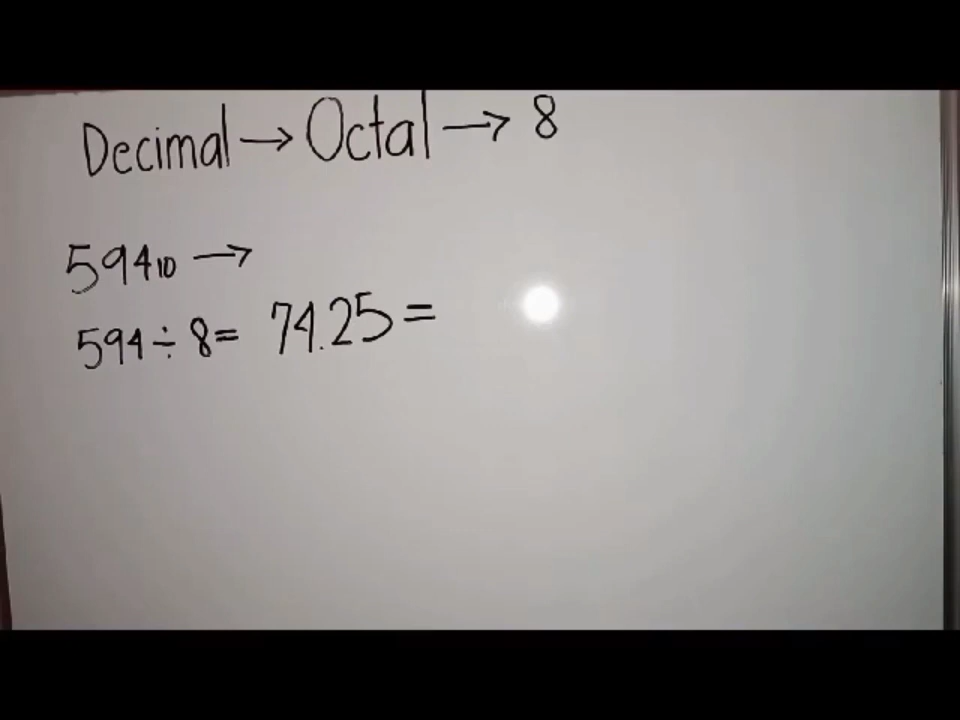 Decimal → Octal → 8
594₁₀ →
594 ÷ 8 = 74.25 =